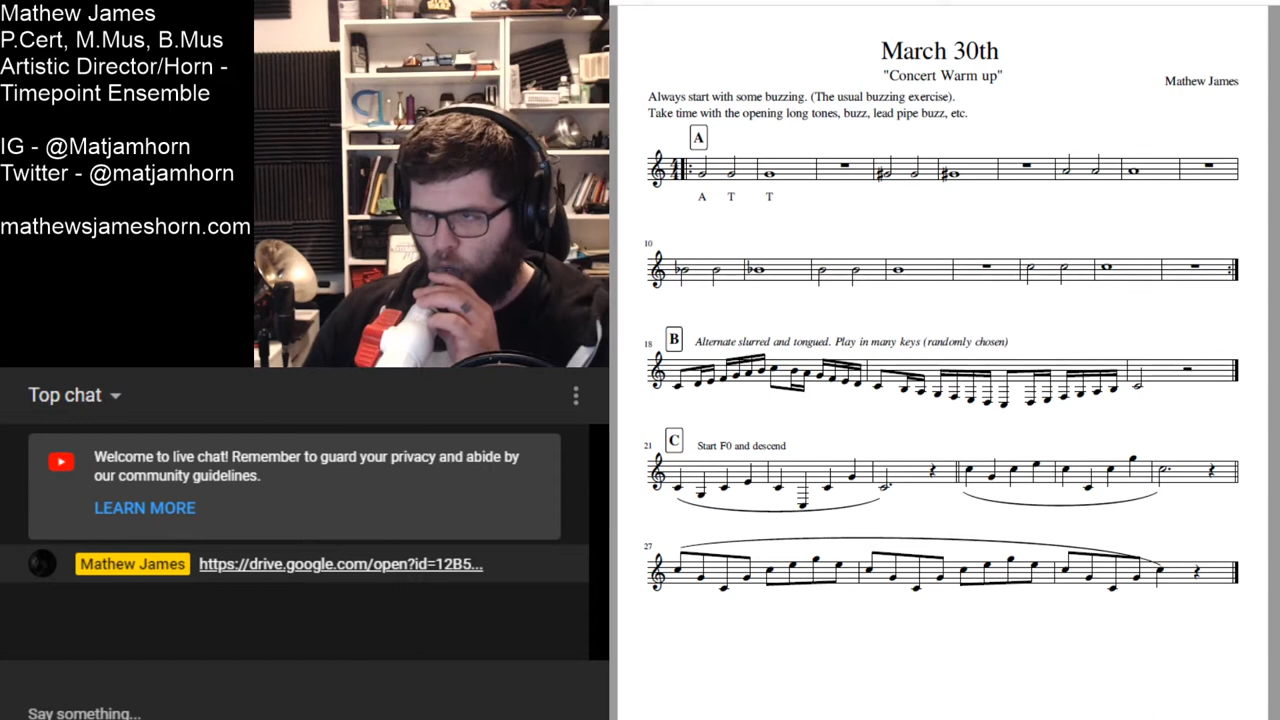 Mathew James
P.Cert, M.Mus, B.Mus
Artistic Director/Horn -
Timepoint Ensemble
IG - @Matjamhorn
Twitter - @matjamhorn
mathewsjameshorn.com
Top chat
Welcome to live chat! Remember to guard your privacy and abide by
our community guidelines.
LEARN MORE
Mathew James https://drive.google.com/open?id=12B5...
Say something...
March 30th
"Concert Warm up"
Mathew James
Always start with some buzzing. (The usual buzzing exercise).
Take time with the opening long tones, buzz, lead pipe buzz, etc.
A
4
4
A T T
10
18 B Alternate slurred and tongued. Play in many keys (randomly chosen)
21 C Start F0 and descend
27